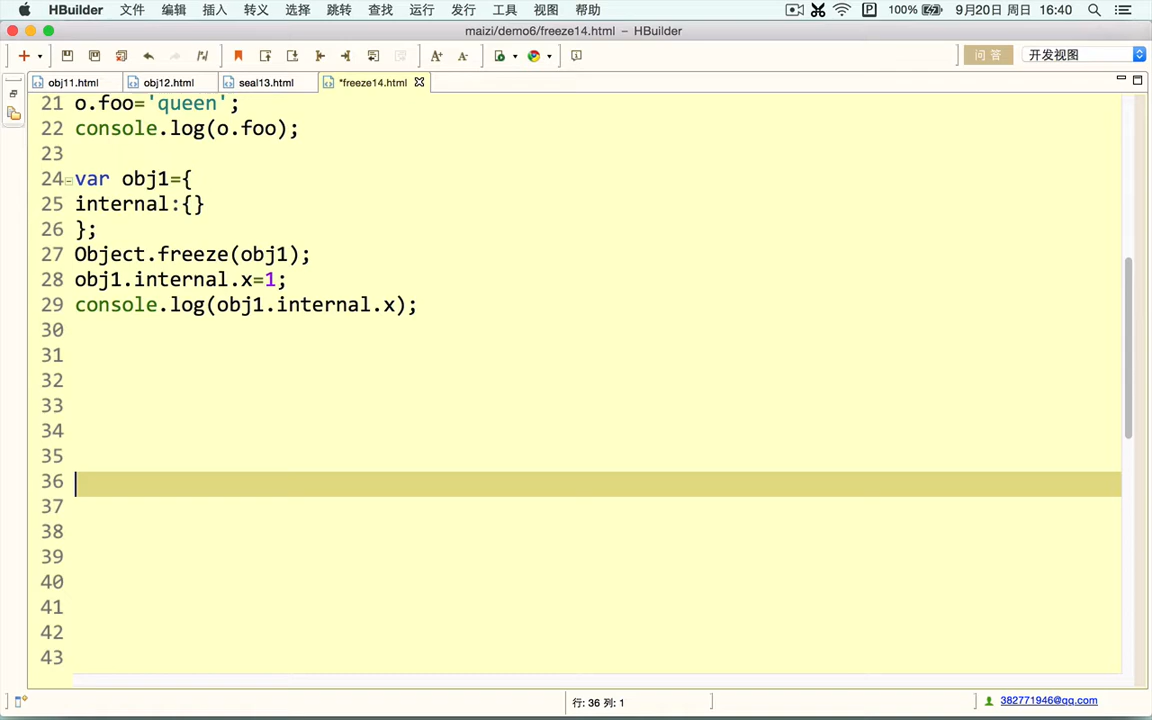 HBuilder 文件 编辑 插入 转义 选择 跳转 查找 运行 发行 工具 视图 帮助 100% 9月20日 周日 16:40
maizi/demo6/freeze14.html – HBuilder
问 答 开发视图
obj11.html obj12.html seal13.html *freeze14.html
21 o.foo='queen';
22 console.log(o.foo);
23
24 var obj1={
25 internal:{}
26 };
27 Object.freeze(obj1);
28 obj1.internal.x=1;
29 console.log(obj1.internal.x);
30
31
32
33
34
35
36
37
38
39
40
41
42
43
行: 36 列: 1 382771946@qq.com